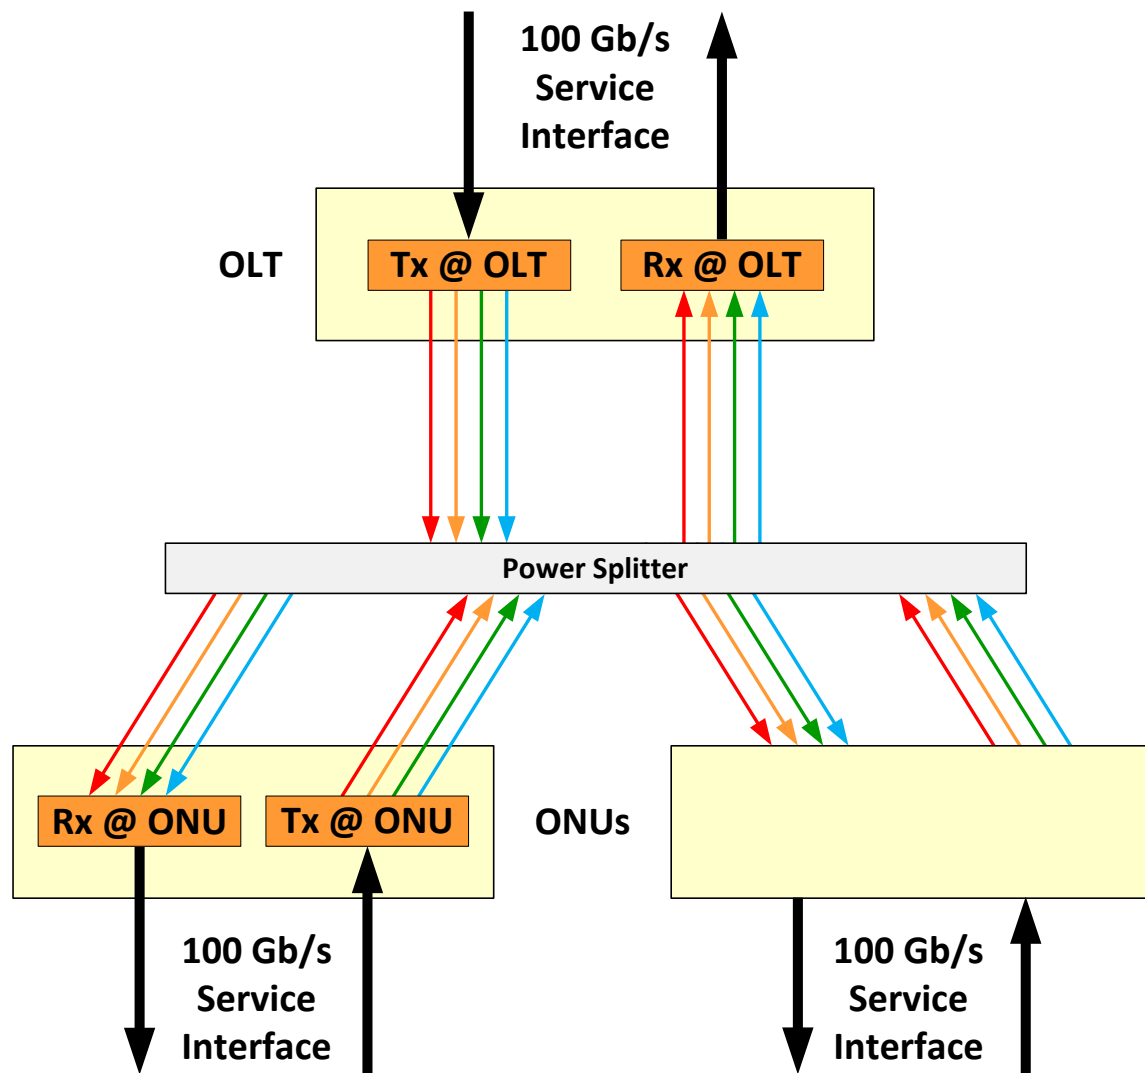 100 Gb/s
Service
Interface
OLT
Tx @ OLT
Rx @ OLT
Power Splitter
Rx @ ONU
Tx @ ONU
ONUs
100 Gb/s
Service
Interface
100 Gb/s
Service
Interface